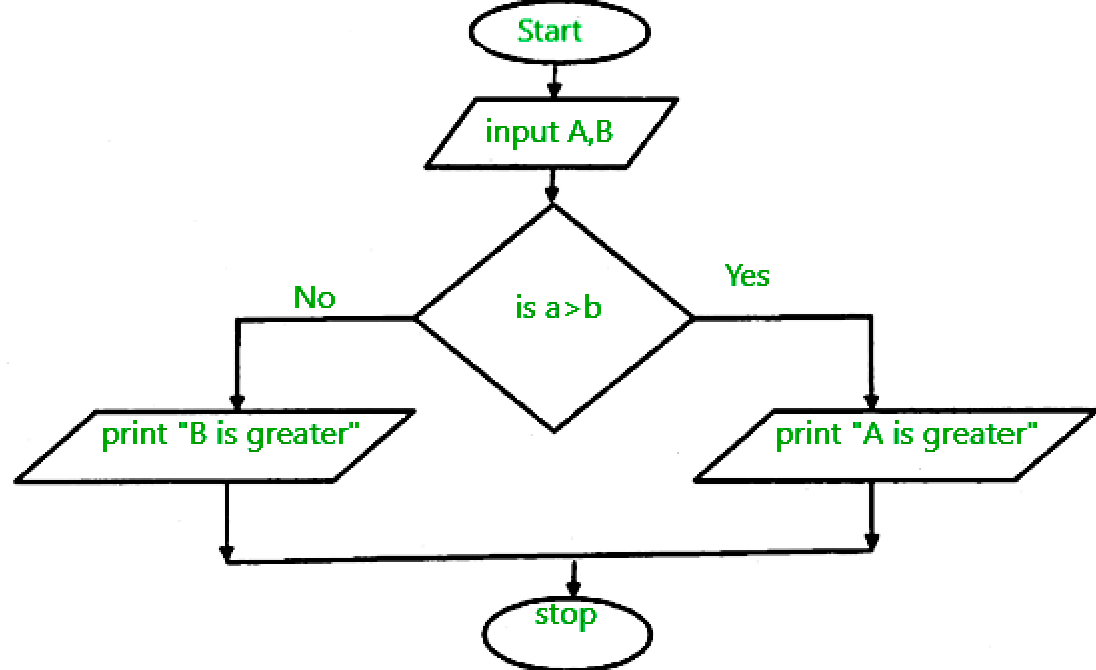 Start
input A,B
is a>b
No
Yes
print "B is greater"
print "A is greater"
stop